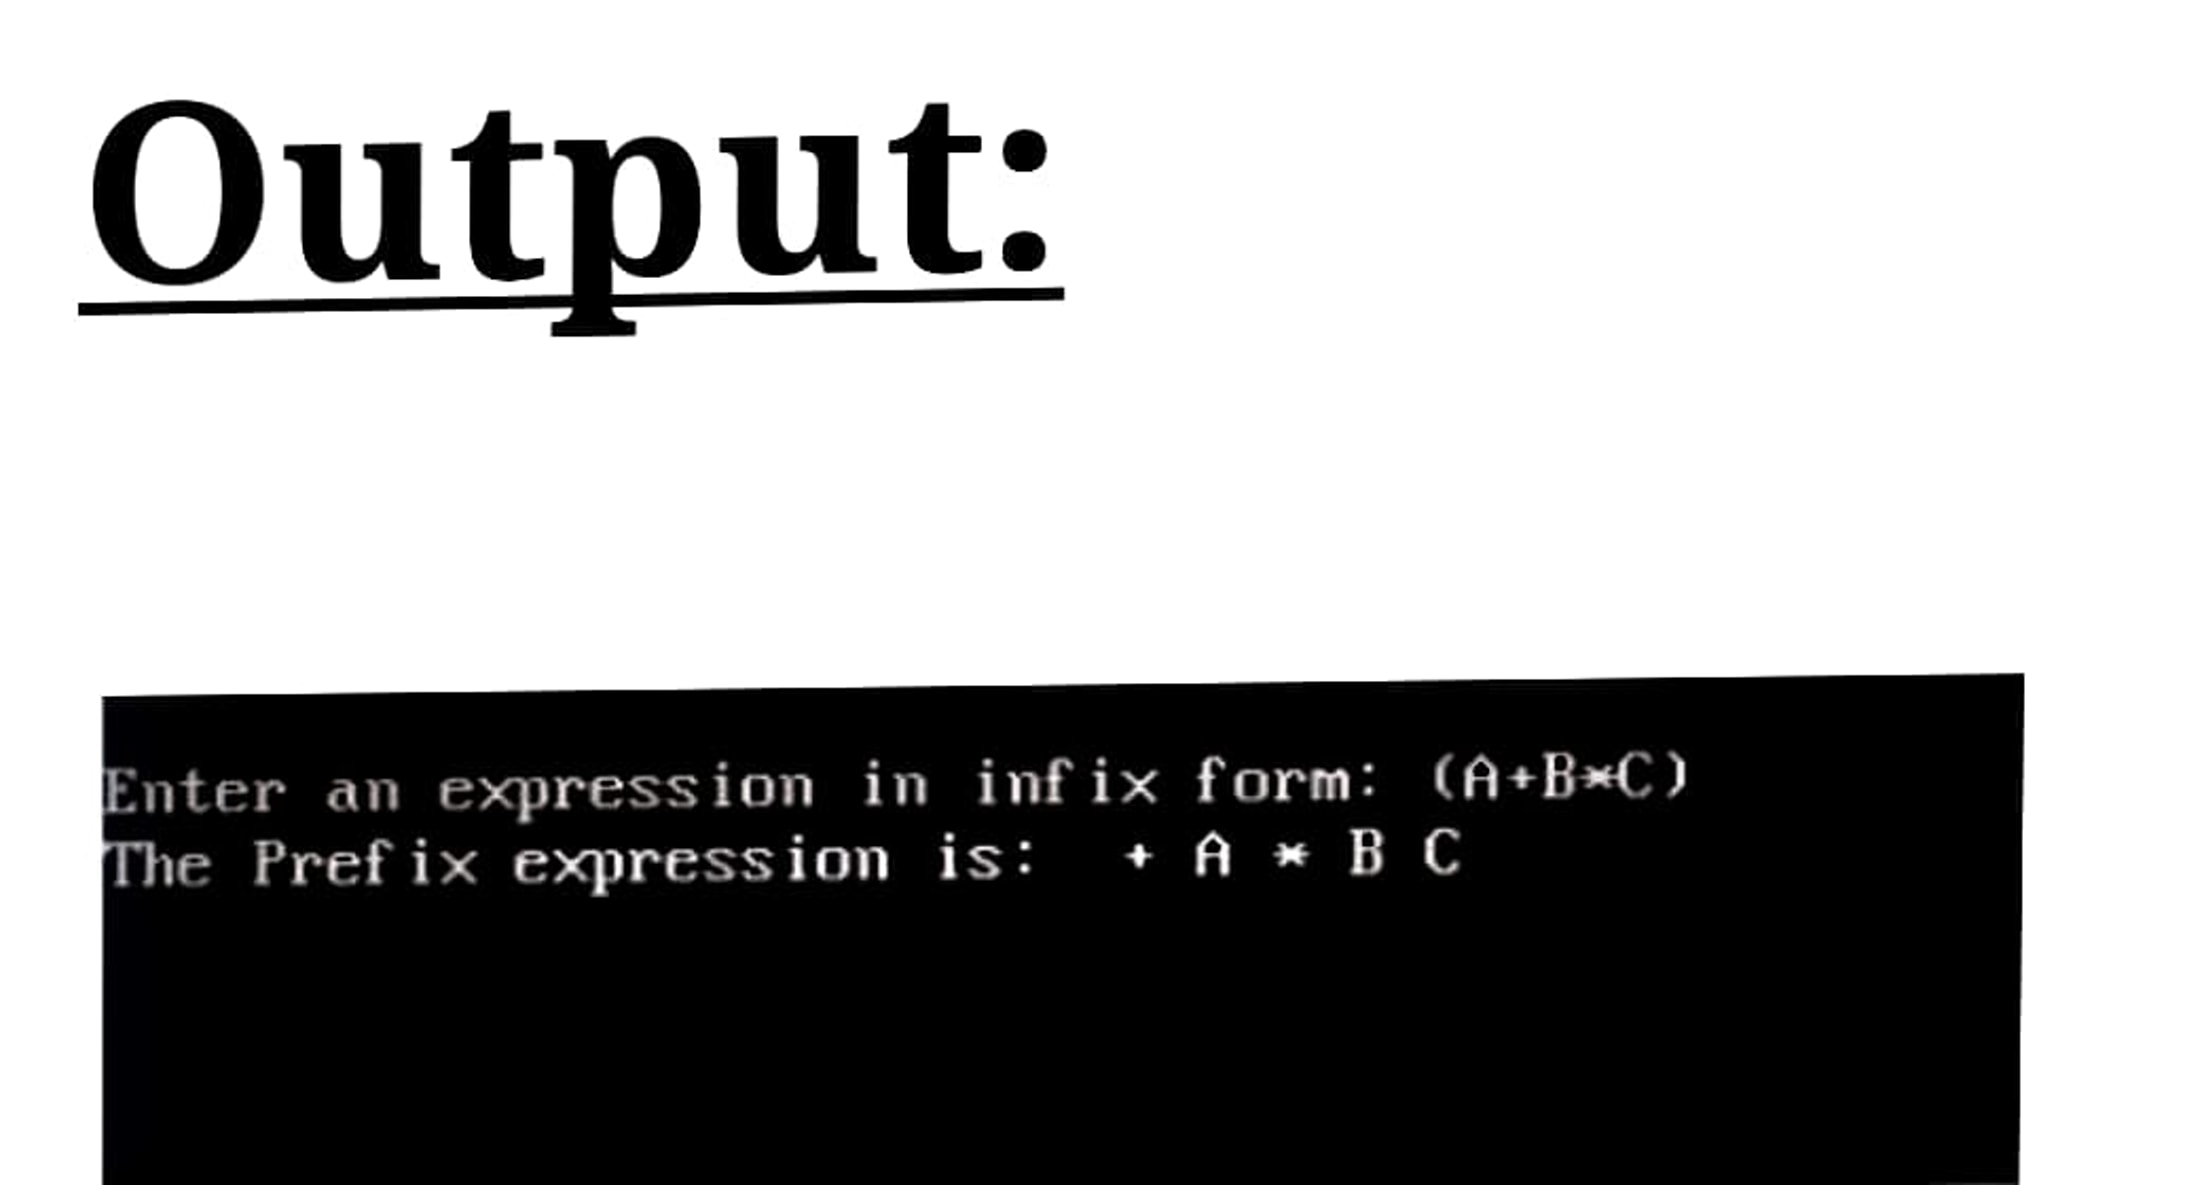 Output:
Enter an expression in infix form: (A+B*C)
The Prefix expression is:  + A * B C